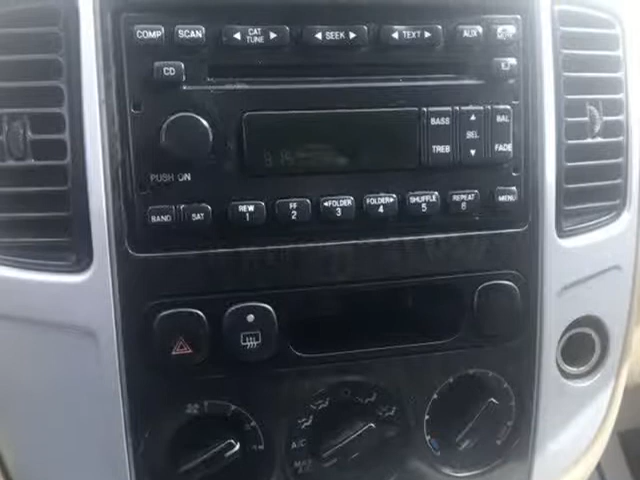 COMP SCAN CAT TUNE SEEK TEXT AUX
CD
BASS BAL
SEL
TREB FADE
PUSH ON
BAND SAT REW 1 FF 2 FOLDER 3 FOLDER 4 SHUFFLE 5 REPEAT 6 MENU
A/C
MAX
A/C